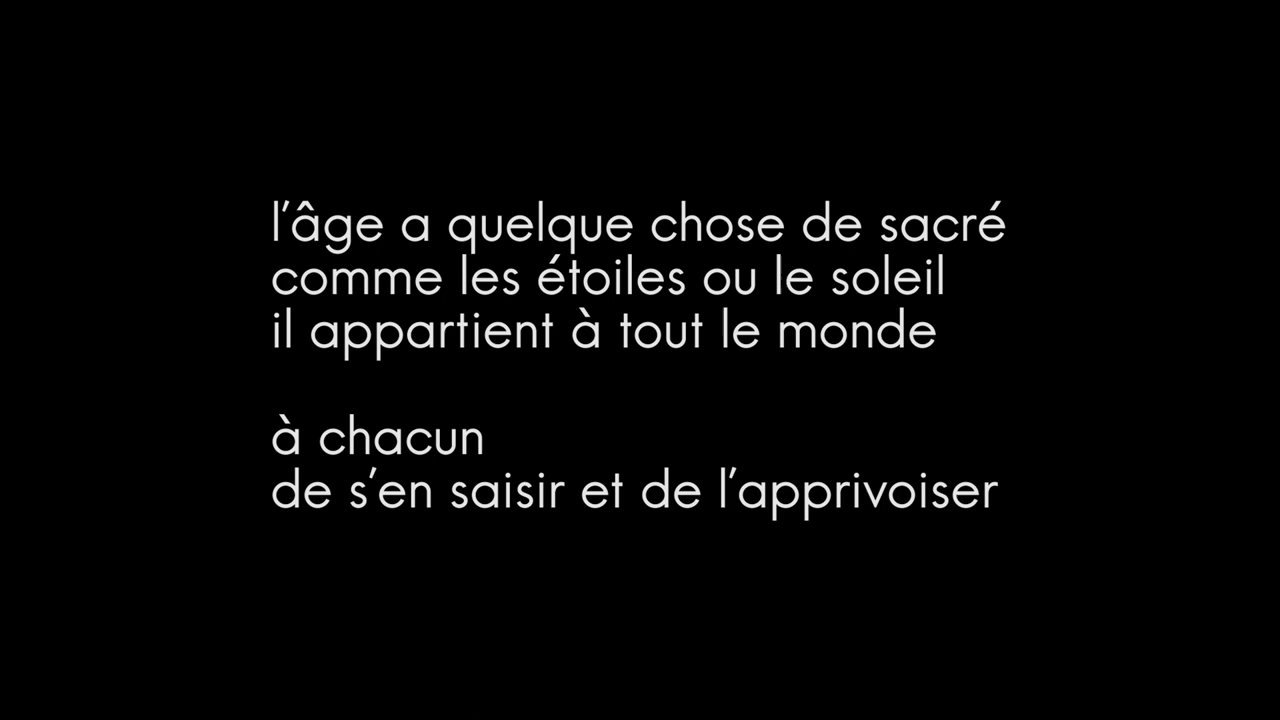 l’âge a quelque chose de sacré
comme les étoiles ou le soleil
il appartient à tout le monde
à chacun
de s’en saisir et de l’apprivoiser